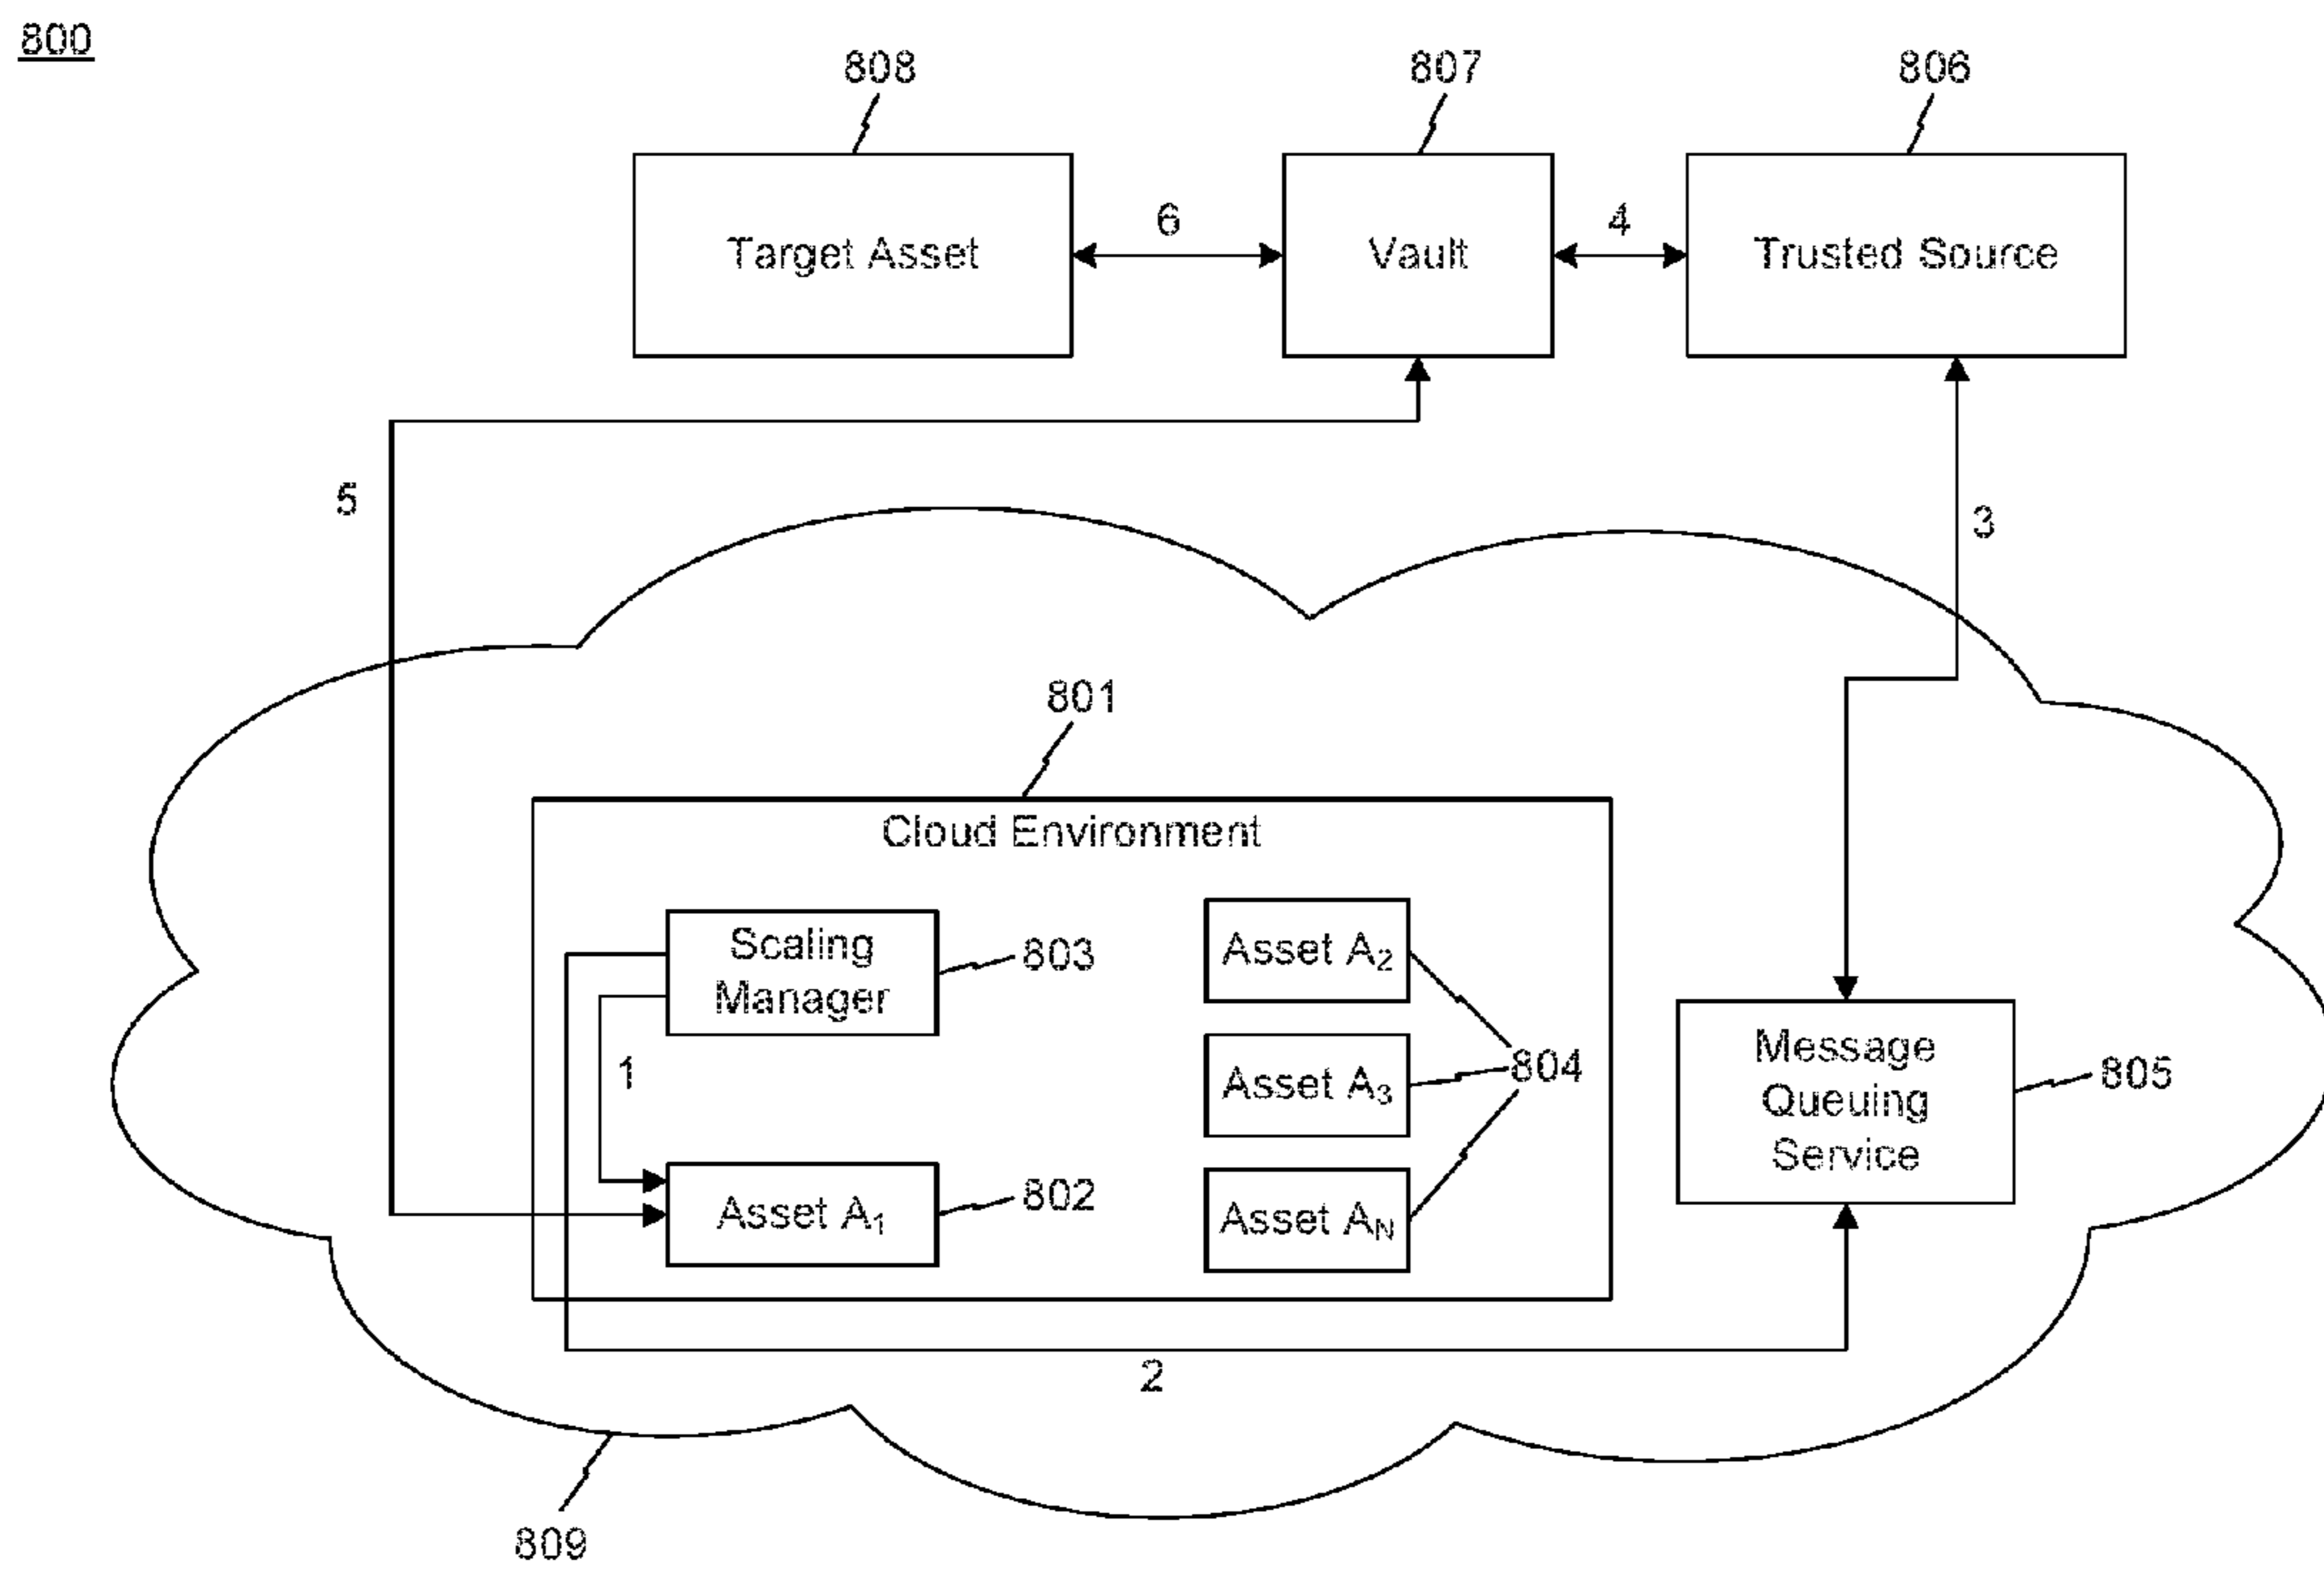 800
808
807
806
Target Asset
6
Vault
4
Trusted Source
5
3
801
Cloud Environment
Scaling
Manager
803
Asset A₂
1
Asset A₃
804
Message
Queuing
Service
805
Asset A₁
802
Asset A_N
2
809